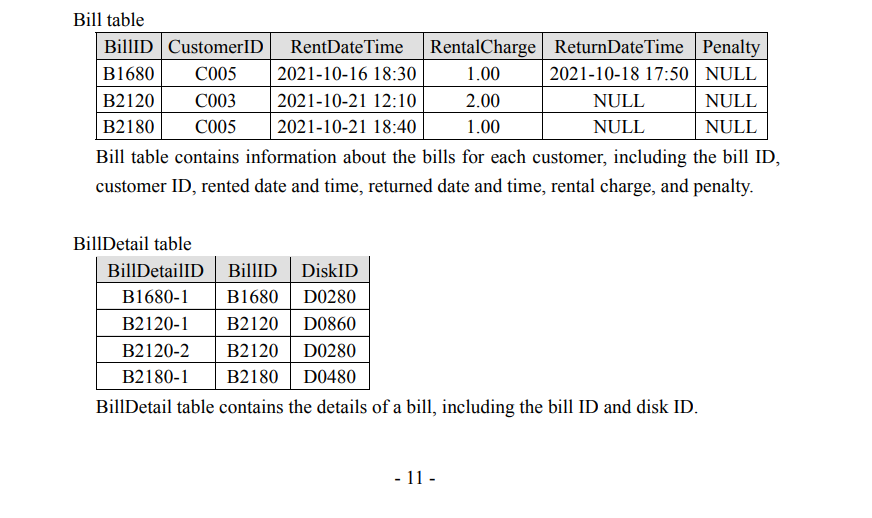 Bill table
BillID CustomerID RentDateTime RentalCharge ReturnDateTime Penalty
B1680 C005 2021-10-16 18:30 1.00 2021-10-18 17:50 NULL
B2120 C003 2021-10-21 12:10 2.00 NULL NULL
B2180 C005 2021-10-21 18:40 1.00 NULL NULL
Bill table contains information about the bills for each customer, including the bill ID,
customer ID, rented date and time, returned date and time, rental charge, and penalty.
BillDetail table
BillDetailID BillID DiskID
B1680-1 B1680 D0280
B2120-1 B2120 D0860
B2120-2 B2120 D0280
B2180-1 B2180 D0480
BillDetail table contains the details of a bill, including the bill ID and disk ID.
- 11 -